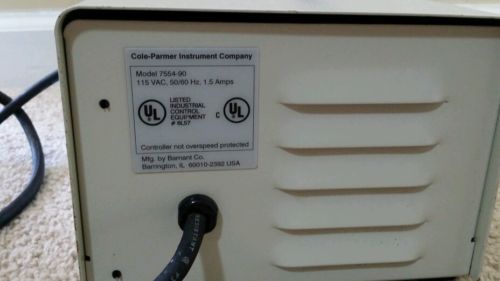 Cole-Parmer Instrument Company
Model 7554-90
115 VAC, 50/60 Hz, 1.5 Amps
UL
LISTED
INDUSTRIAL
CONTROL
EQUIPMENT
# 6L57
C UL
Controller not overspeed protected
Mfg. by Barnant Co.
Barrington, IL 60010-2392 USA
RESISTANT